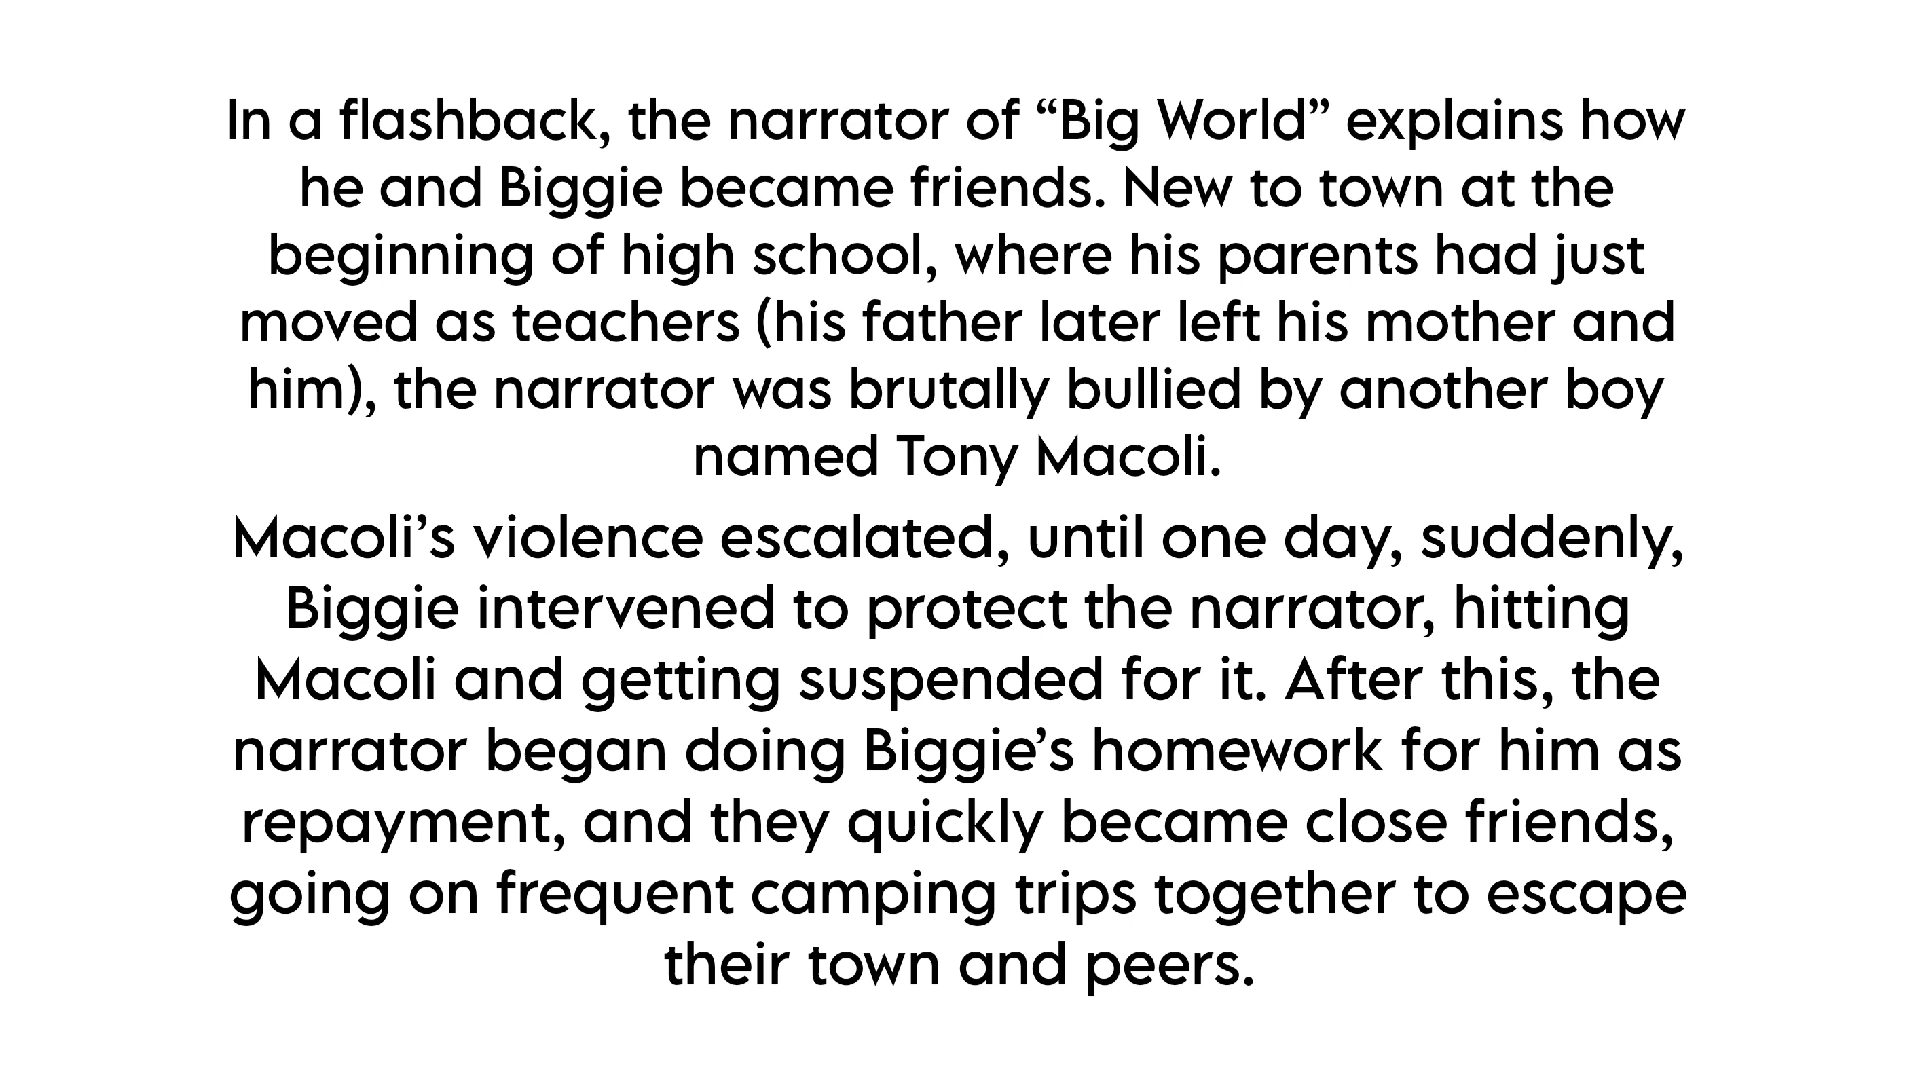 In a flashback, the narrator of “Big World” explains how
he and Biggie became friends. New to town at the
beginning of high school, where his parents had just
moved as teachers (his father later left his mother and
him), the narrator was brutally bullied by another boy
named Tony Macoli.
Macoli’s violence escalated, until one day, suddenly,
Biggie intervened to protect the narrator, hitting
Macoli and getting suspended for it. After this, the
narrator began doing Biggie’s homework for him as
repayment, and they quickly became close friends,
going on frequent camping trips together to escape
their town and peers.